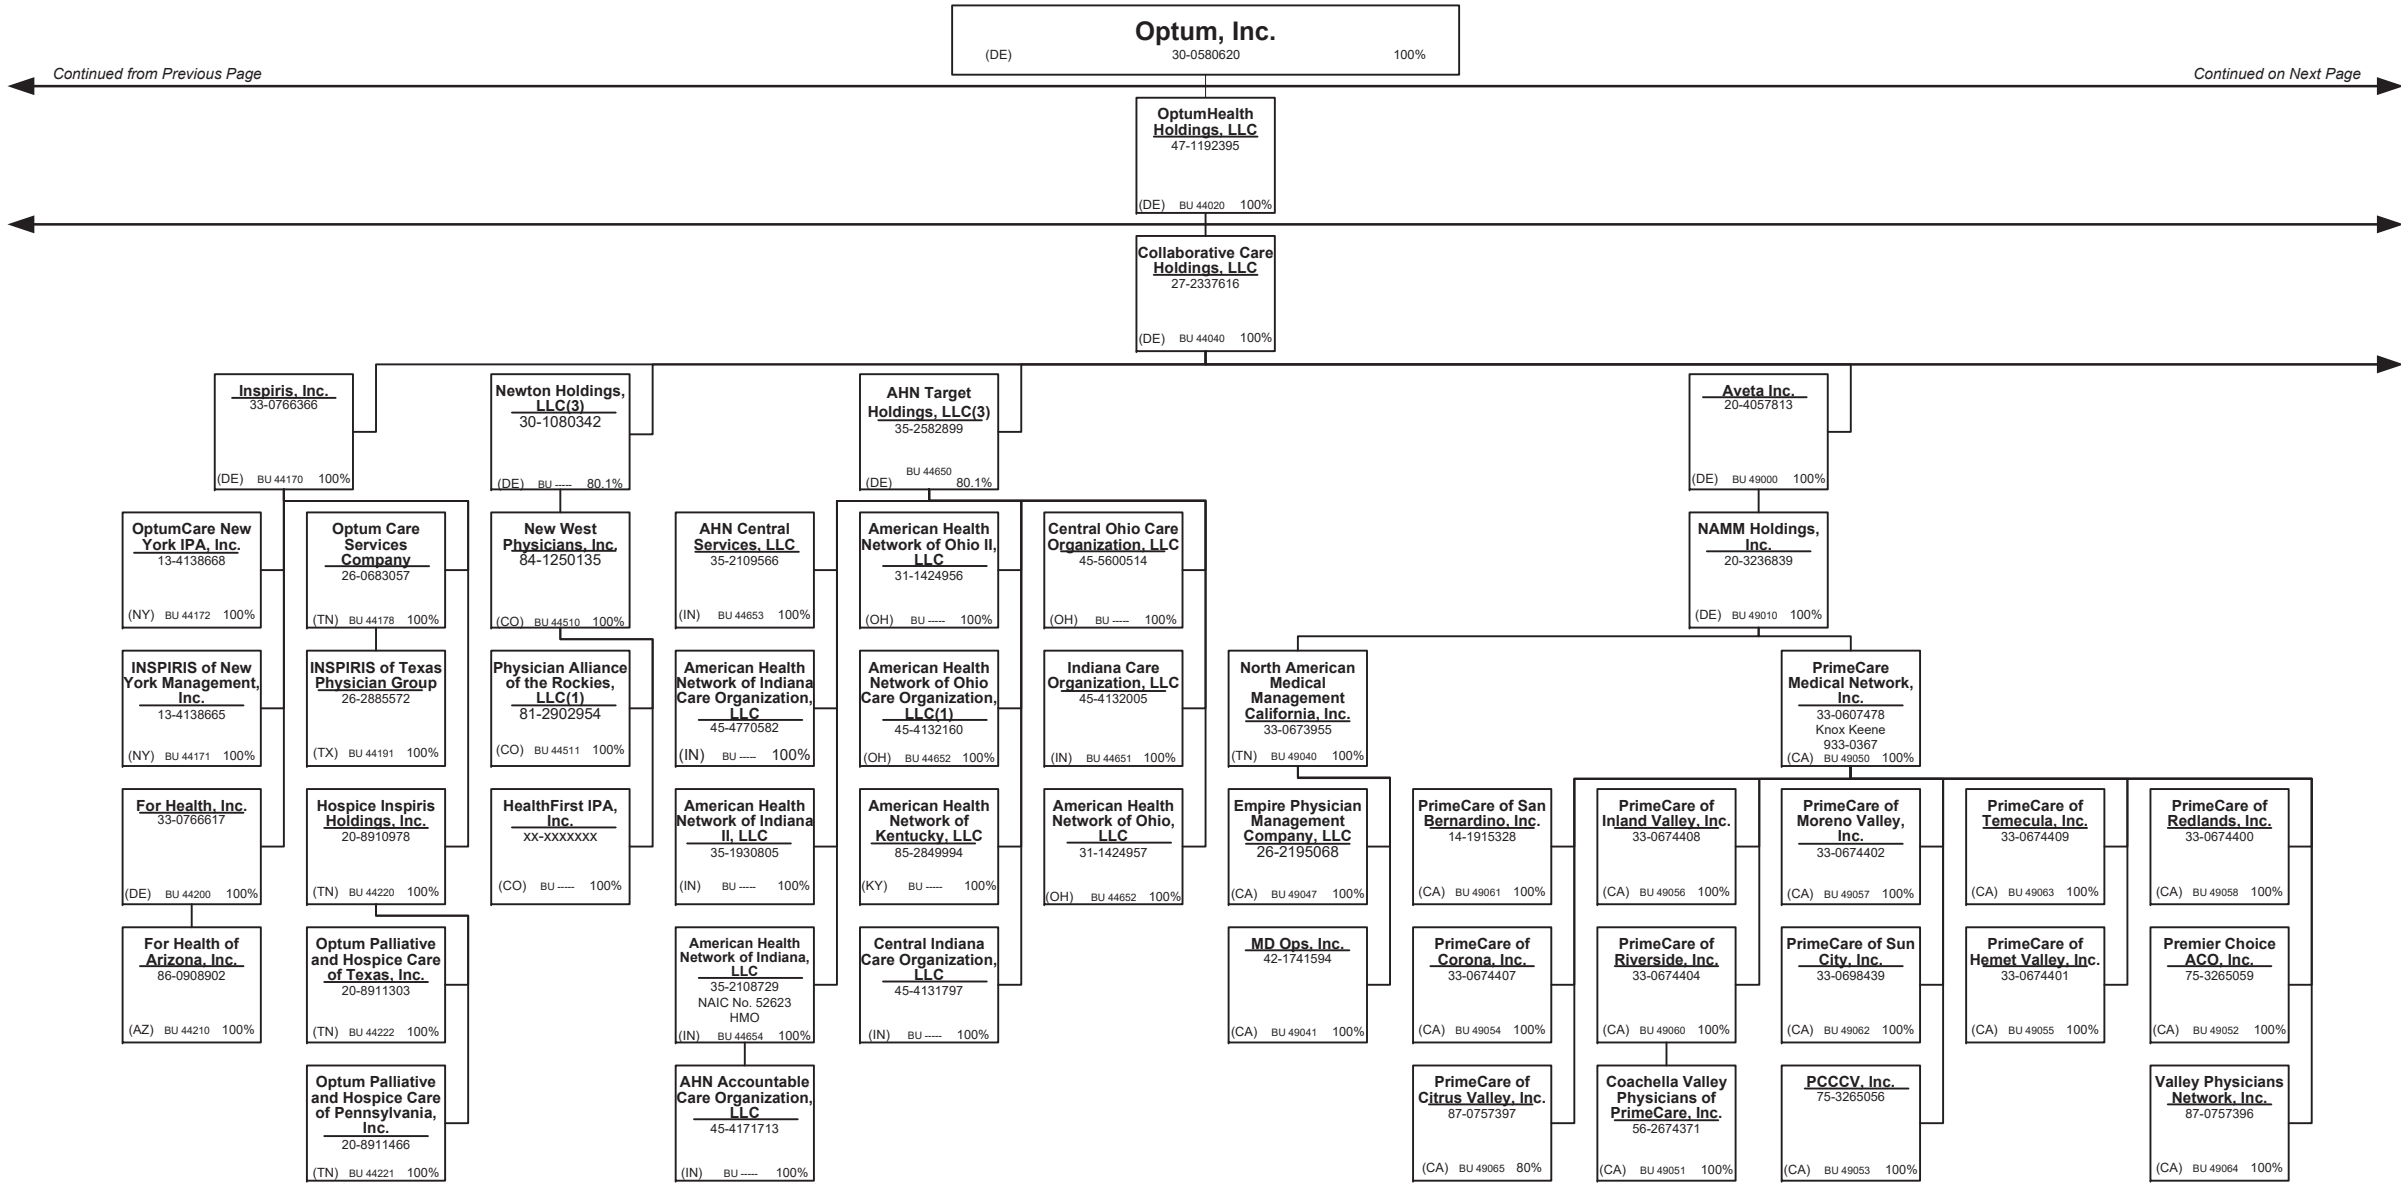 Optum, Inc.
(DE) 30-0580620 100%
Continued from Previous Page
Continued on Next Page
OptumHealth
Holdings, LLC
47-1192395
(DE) BU 44020 100%
Collaborative Care
Holdings, LLC
27-2337616
(DE) BU 44040 100%
Inspiris, Inc.
33-0766366
(DE) BU 44170 100%
Newton Holdings,
LLC(3)
30-1080342
(DE) BU ----- 80.1%
AHN Target
Holdings, LLC(3)
35-2582899
BU 44650
(DE) 80.1%
Aveta Inc.
20-4057813
(DE) BU 49000 100%
OptumCare New
York IPA, Inc.
13-4138668
(NY) BU 44172 100%
Optum Care
Services
Company
26-0683057
(TN) BU 44178 100%
New West
Physicians, Inc.
84-1250135
(CO) BU 44510 100%
AHN Central
Services, LLC
35-2109566
(IN) BU 44653 100%
American Health
Network of Ohio II,
LLC
31-1424956
(OH) BU ----- 100%
Central Ohio Care
Organization, LLC
45-5600514
(OH) BU ----- 100%
NAMM Holdings,
Inc.
20-3236839
(DE) BU 49010 100%
INSPIRIS of New
York Management,
Inc.
13-4138665
(NY) BU 44171 100%
INSPIRIS of Texas
Physician Group
26-2885572
(TX) BU 44191 100%
Physician Alliance
of the Rockies,
LLC(1)
81-2902954
(CO) BU 44511 100%
American Health
Network of Indiana
Care Organization,
LLC
45-4770582
(IN) BU ----- 100%
American Health
Network of Ohio
Care Organization,
LLC(1)
45-4132160
(OH) BU 44652 100%
Indiana Care
Organization, LLC
45-4132005
(IN) BU 44651 100%
North American
Medical
Management
California, Inc.
33-0673955
(TN) BU 49040 100%
PrimeCare
Medical Network,
Inc.
33-0607478
Knox Keene
933-0367
(CA) BU 49050 100%
For Health, Inc.
33-0766617
(DE) BU 44200 100%
Hospice Inspiris
Holdings, Inc.
20-8910978
(TN) BU 44220 100%
HealthFirst IPA,
Inc.
xx-xxxxxxx
(CO) BU ----- 100%
American Health
Network of Indiana
II, LLC
35-1930805
(IN) BU ----- 100%
American Health
Network of
Kentucky, LLC
85-2849994
(KY) BU ----- 100%
American Health
Network of Ohio,
LLC
31-1424957
(OH) BU 44652 100%
Empire Physician
Management
Company, LLC
26-2195068
(CA) BU 49047 100%
PrimeCare of San
Bernardino, Inc.
14-1915328
(CA) BU 49061 100%
PrimeCare of
Inland Valley, Inc.
33-0674408
(CA) BU 49056 100%
PrimeCare of
Moreno Valley,
Inc.
33-0674402
(CA) BU 49057 100%
PrimeCare of
Temecula, Inc.
33-0674409
(CA) BU 49063 100%
PrimeCare of
Redlands, Inc.
33-0674400
(CA) BU 49058 100%
For Health of
Arizona, Inc.
86-0908902
(AZ) BU 44210 100%
Optum Palliative
and Hospice Care
of Texas, Inc.
20-8911303
(TN) BU 44222 100%
American Health
Network of Indiana,
LLC
35-2108729
NAIC No. 52623
HMO
(IN) BU 44654 100%
Central Indiana
Care Organization,
LLC
45-4131797
(IN) BU ----- 100%
MD Ops, Inc.
42-1741594
(CA) BU 49041 100%
PrimeCare of
Corona, Inc.
33-0674407
(CA) BU 49054 100%
PrimeCare of
Riverside, Inc.
33-0674404
(CA) BU 49060 100%
PrimeCare of Sun
City, Inc.
33-0698439
(CA) BU 49062 100%
PrimeCare of
Hemet Valley, Inc.
33-0674401
(CA) BU 49055 100%
Premier Choice
ACO, Inc.
75-3265059
(CA) BU 49052 100%
Optum Palliative
and Hospice Care
of Pennsylvania,
Inc.
20-8911466
(TN) BU 44221 100%
AHN Accountable
Care Organization,
LLC
45-4171713
(IN) BU ----- 100%
PrimeCare of
Citrus Valley, Inc.
87-0757397
(CA) BU 49065 80%
Coachella Valley
Physicians of
PrimeCare, Inc.
56-2674371
(CA) BU 49051 100%
PCCCV, Inc.
75-3265056
(CA) BU 49053 100%
Valley Physicians
Network, Inc.
87-0757396
(CA) BU 49064 100%